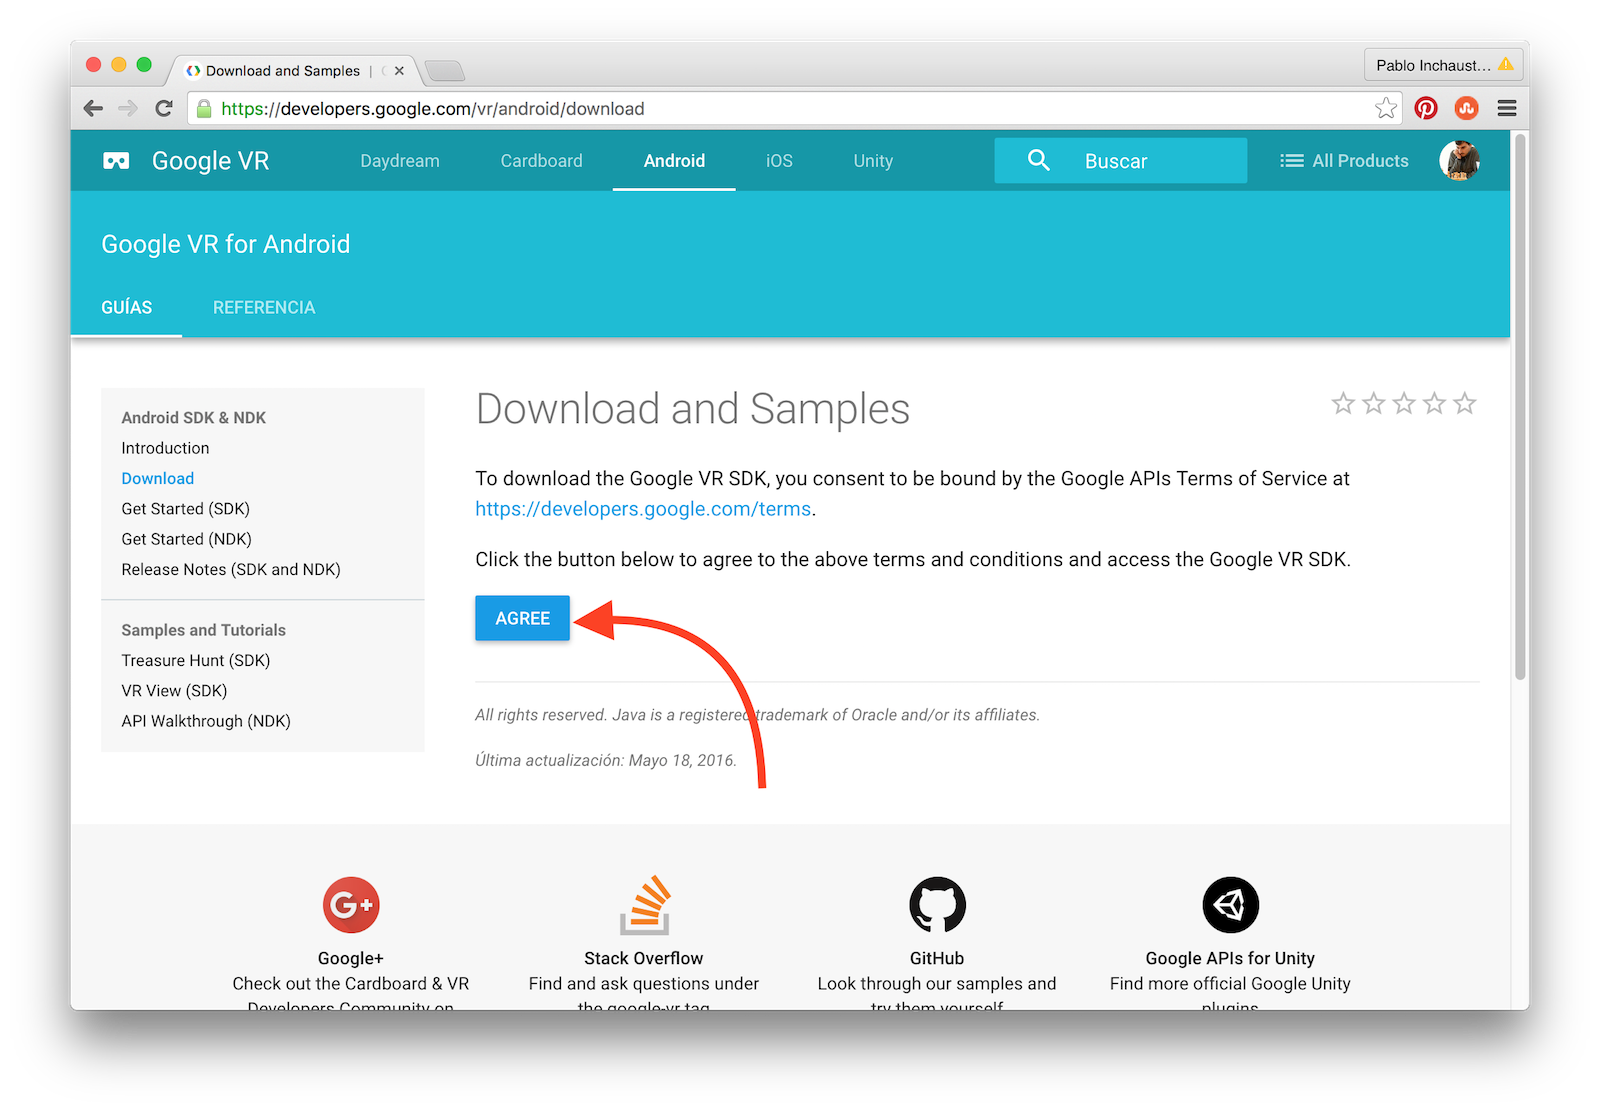 Download and Samples |
Pablo Inchaust...
https://developers.google.com/vr/android/download
Google VR
Daydream
Cardboard
Android
iOS
Unity
Buscar
All Products
Google VR for Android
GUÍAS
REFERENCIA
Android SDK & NDK
Introduction
Download
Get Started (SDK)
Get Started (NDK)
Release Notes (SDK and NDK)
Samples and Tutorials
Treasure Hunt (SDK)
VR View (SDK)
API Walkthrough (NDK)
Download and Samples
To download the Google VR SDK, you consent to be bound by the Google APIs Terms of Service at
https://developers.google.com/terms.
Click the button below to agree to the above terms and conditions and access the Google VR SDK.
AGREE
All rights reserved. Java is a registered trademark of Oracle and/or its affiliates.
Última actualización: Mayo 18, 2016.
G+
Google+
Check out the Cardboard & VR
Developers Community on
Stack Overflow
Find and ask questions under
the google-vr tag
GitHub
Look through our samples and
try them yourself
Google APIs for Unity
Find more official Google Unity
plugins